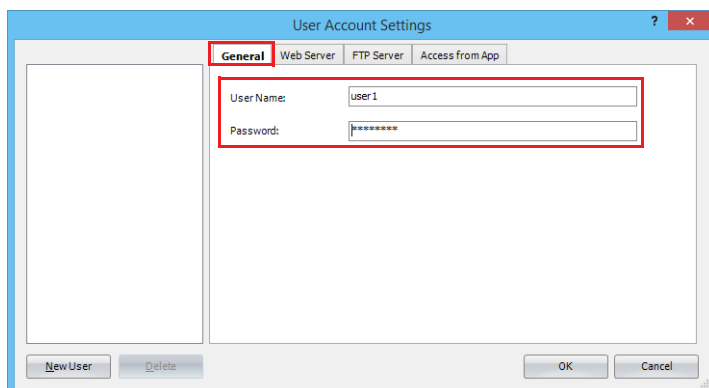 User Account Settings
? ×
General Web Server FTP Server Access from App
User Name: user1
Password: ********
New User Delete OK Cancel